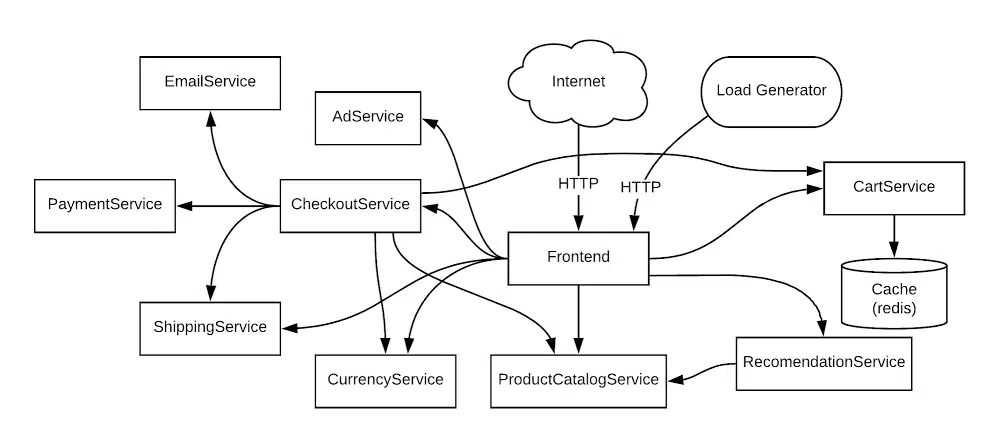 EmailService
AdService
Internet
Load Generator
HTTP
HTTP
PaymentService
CheckoutService
CartService
Frontend
Cache
(redis)
ShippingService
CurrencyService
ProductCatalogService
RecomendationService